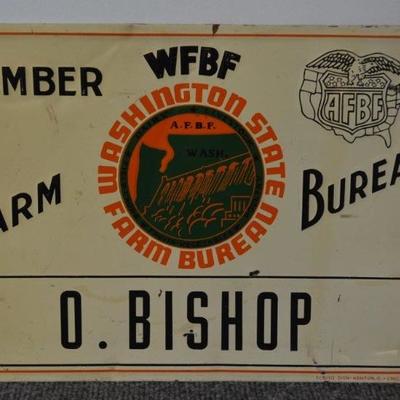 MBER
WFBF
AFBF
WASHINGTON STATE
A.F.B.F.
WASH.
FARM BUREAU
ARM
BUREA
O. BISHOP